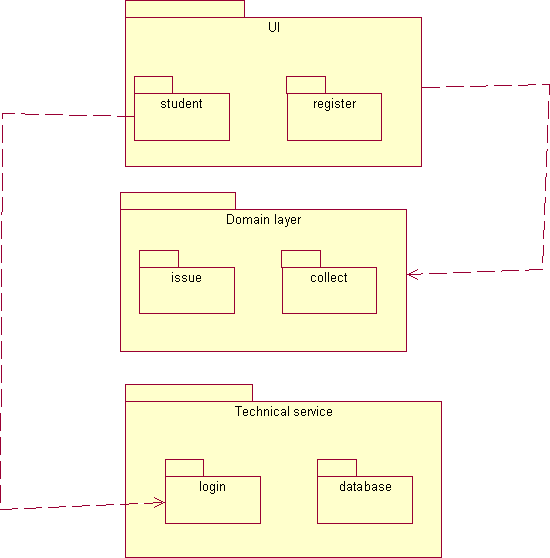 UI
student
register
Domain layer
issue
collect
Technical service
login
database